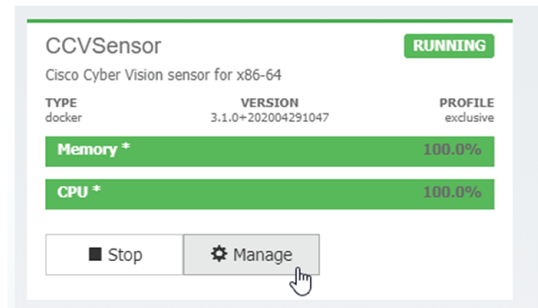 CCVSensor RUNNING
Cisco Cyber Vision sensor for x86-64
TYPE VERSION PROFILE
docker 3.1.0+202004291047 exclusive
Memory * 100.0%
CPU * 100.0%
Stop Manage